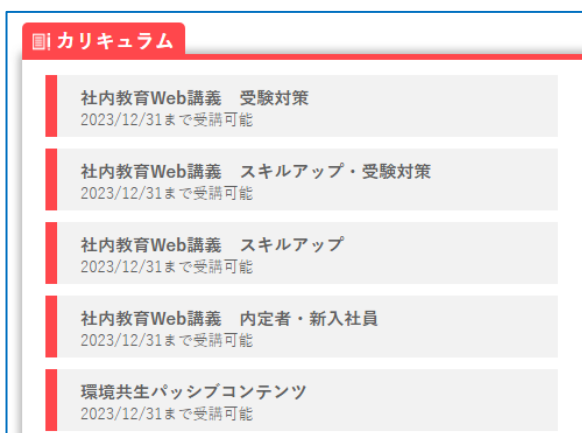 カリキュラム
社内教育Web講義　受験対策
2023/12/31まで受講可能
社内教育Web講義　スキルアップ・受験対策
2023/12/31まで受講可能
社内教育Web講義　スキルアップ
2023/12/31まで受講可能
社内教育Web講義　内定者・新入社員
2023/12/31まで受講可能
環境共生パッシブコンテンツ
2023/12/31まで受講可能